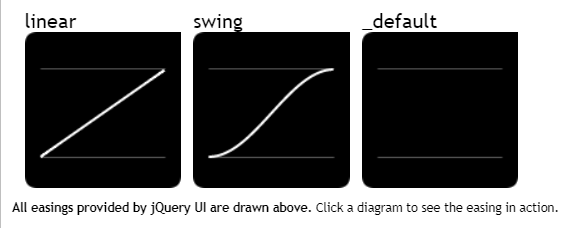 linear swing _default
All easings provided by jQuery UI are drawn above. Click a diagram to see the easing in action.